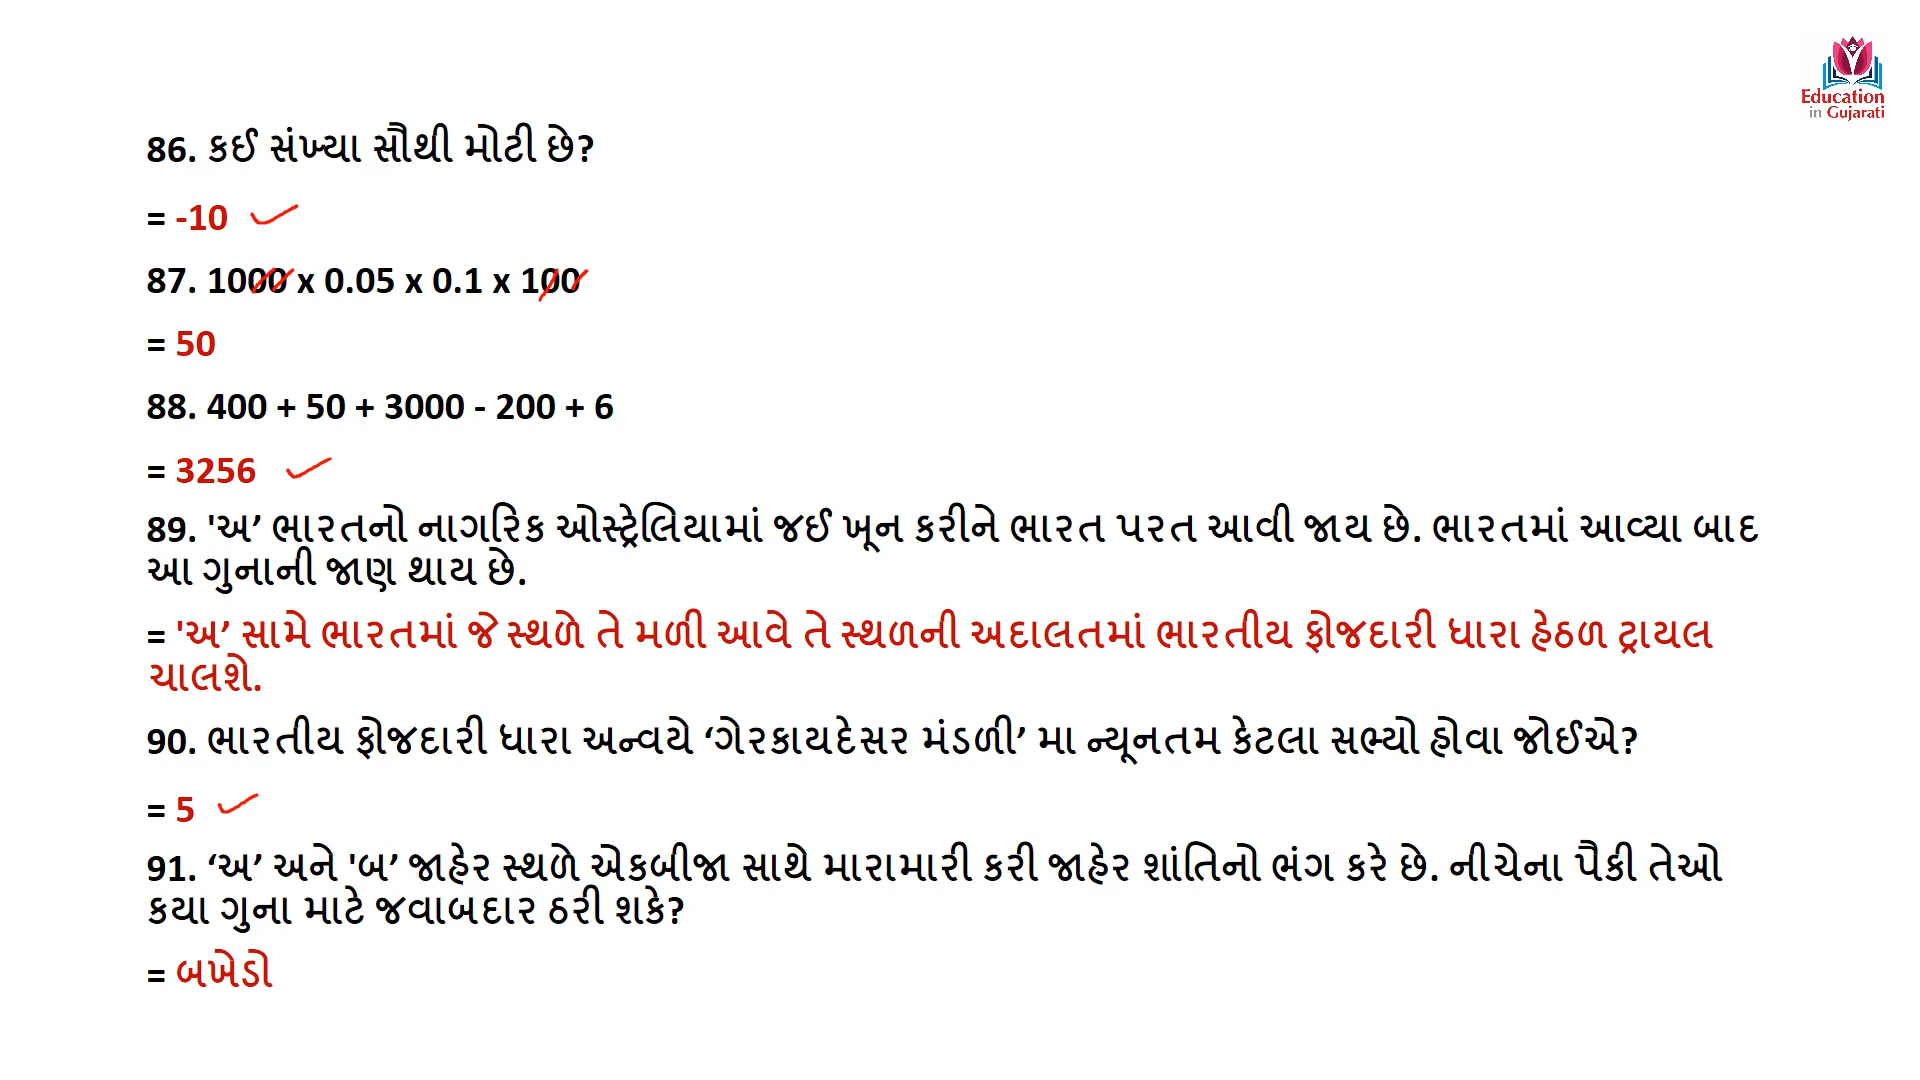 Education
in Gujarati
86. કઈ સંખ્યા સૌથી મોટી છે?
= -10
87. 1000 x 0.05 x 0.1 x 100
= 50
88. 400 + 50 + 3000 - 200 + 6
= 3256
89. 'અ’ ભારતનો નાગરિક ઓસ્ટ્રેલિયામાં જઈ ખૂન કરીને ભારત પરત આવી જાય છે. ભારતમાં આવ્યા બાદ
આ ગુનાની જાણ થાય છે.
= 'અ’ સામે ભારતમાં જે સ્થળે તે મળી આવે તે સ્થળની અદાલતમાં ભારતીય ફોજદારી ધારા હેઠળ ટ્રાયલ
ચાલશે.
90. ભારતીય ફોજદારી ધારા અન્વયે ‘ગેરકાયદેસર મંડળી’ મા ન્યૂનતમ કેટલા સભ્યો હોવા જોઈએ?
= 5
91. ‘અ’ અને 'બ’ જાહેર સ્થળે એકબીજા સાથે મારામારી કરી જાહેર શાંતિનો ભંગ કરે છે. નીચેના પૈકી તેઓ
કયા ગુના માટે જવાબદાર ઠરી શકે?
= બખેડો